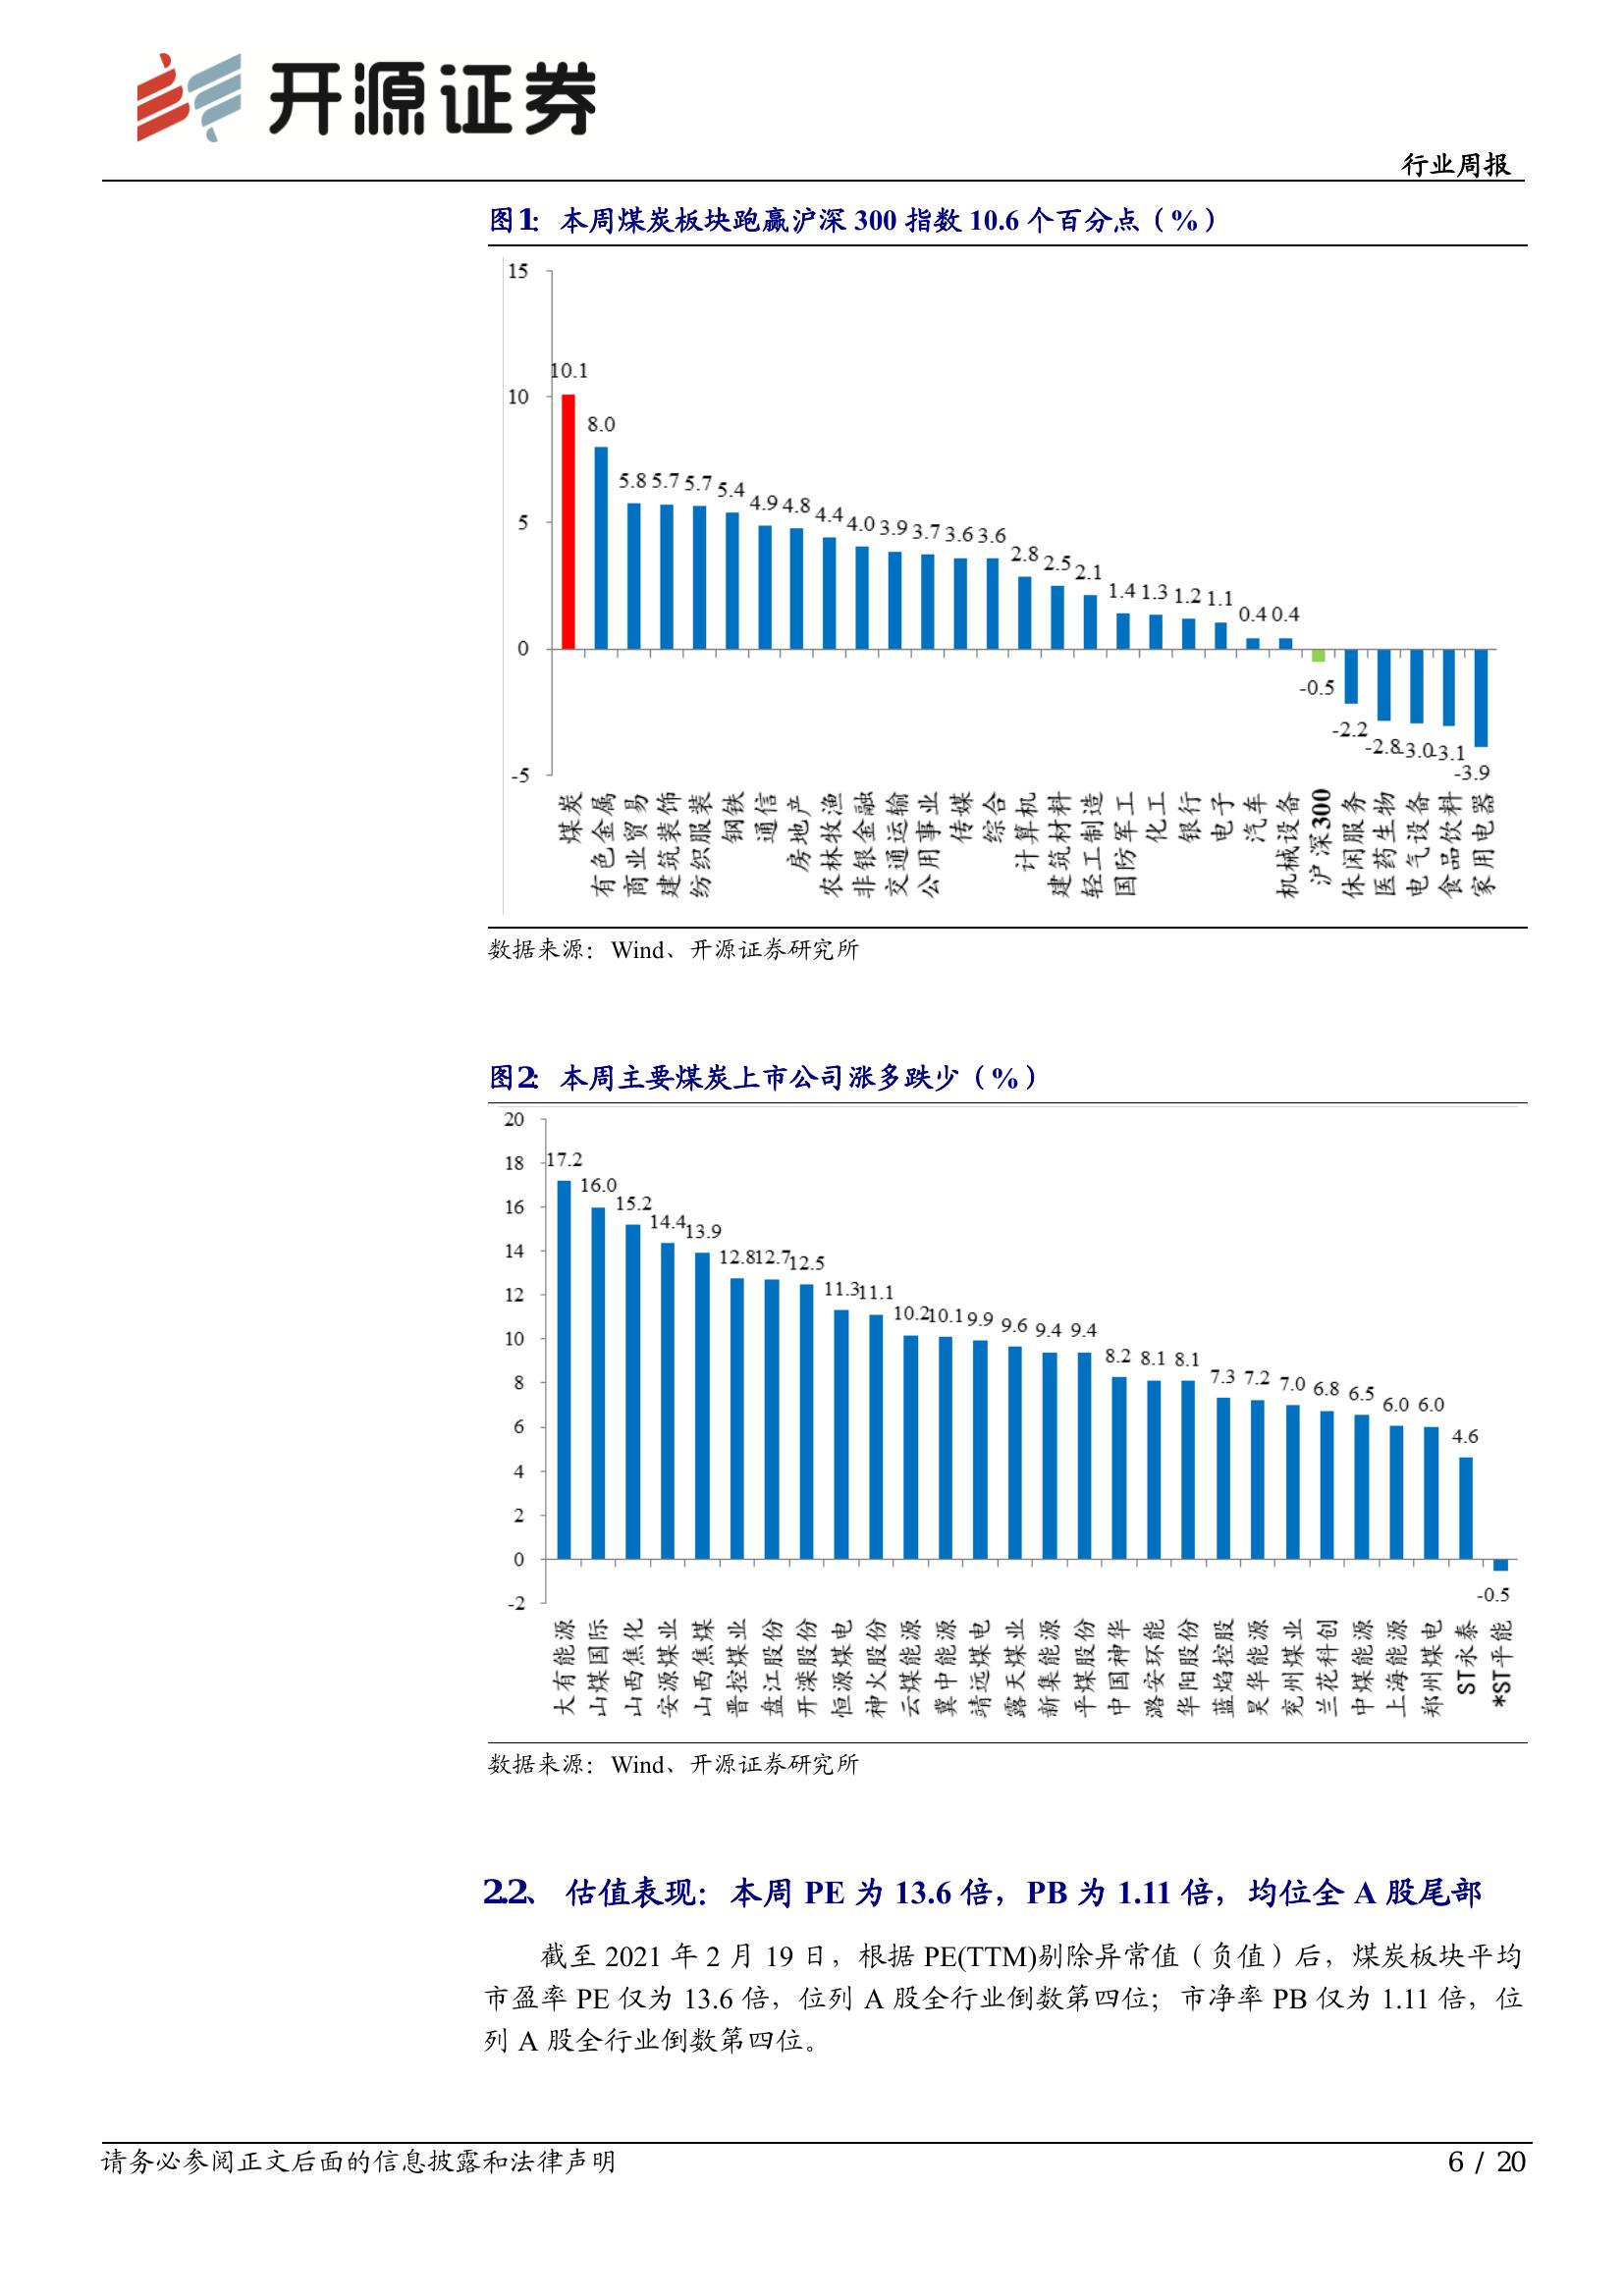 开源证券
行业周报
图1： 本周煤炭板块跑赢沪深 300 指数 10.6 个百分点（%）
15
10
5
0
-5
10.1
8.0
5.8 5.7 5.7 5.4 4.9 4.8 4.4 4.0 3.9 3.7 3.6 3.6 2.8 2.5 2.1 1.4 1.3 1.2 1.1 0.4 0.4
-0.5
-2.2
-2.8 -3.0 -3.1
-3.9
煤炭
有色金属
商业贸易
建筑装饰
纺织服装
钢铁
通信
房地产
农林牧渔
非银金融
交通运输
公用事业
传媒
综合
计算机
建筑材料
轻工制造
国防军工
化工
银行
电子
汽车
机械设备
沪深300
休闲服务
医药生物
电气设备
食品饮料
家用电器
数据来源：Wind、开源证券研究所
图2： 本周主要煤炭上市公司涨多跌少（%）
20
18
16
14
12
10
8
6
4
2
0
-2
17.2
16.0
15.2
14.4
13.9
12.8 12.7 12.5
11.3 11.1
10.2 10.1 9.9 9.6 9.4 9.4
8.2 8.1 8.1
7.3 7.2 7.0 6.8 6.5 6.0 6.0
4.6
-0.5
大有能源
山煤国际
山西焦化
安源煤业
山西焦煤
晋控煤业
盘江股份
开滦股份
恒源煤电
神火股份
云煤能源
冀中能源
靖远煤电
露天煤业
新集能源
平煤股份
中国神华
潞安环能
华阳股份
蓝焰控股
昊华能源
兖州煤业
兰花科创
中煤能源
上海能源
郑州煤电
ST永泰
*ST平能
数据来源：Wind、开源证券研究所
2.2、 估值表现：本周 PE 为 13.6 倍，PB 为 1.11 倍，均位全 A 股尾部
截至 2021 年 2 月 19 日，根据 PE(TTM)剔除异常值（负值）后，煤炭板块平均
市盈率 PE 仅为 13.6 倍，位列 A 股全行业倒数第四位；市净率 PB 仅为 1.11 倍，位
列 A 股全行业倒数第四位。
请务必参阅正文后面的信息披露和法律声明
6 / 20